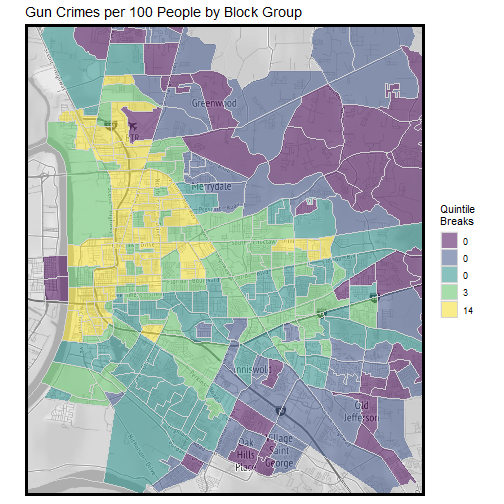 Gun Crimes per 100 People by Block Group
Greenwood
Merrydale
Quintile
Breaks
0
0
0
3
14
Old
Jefferson
Oak
Hills
Place
Village
Saint
George